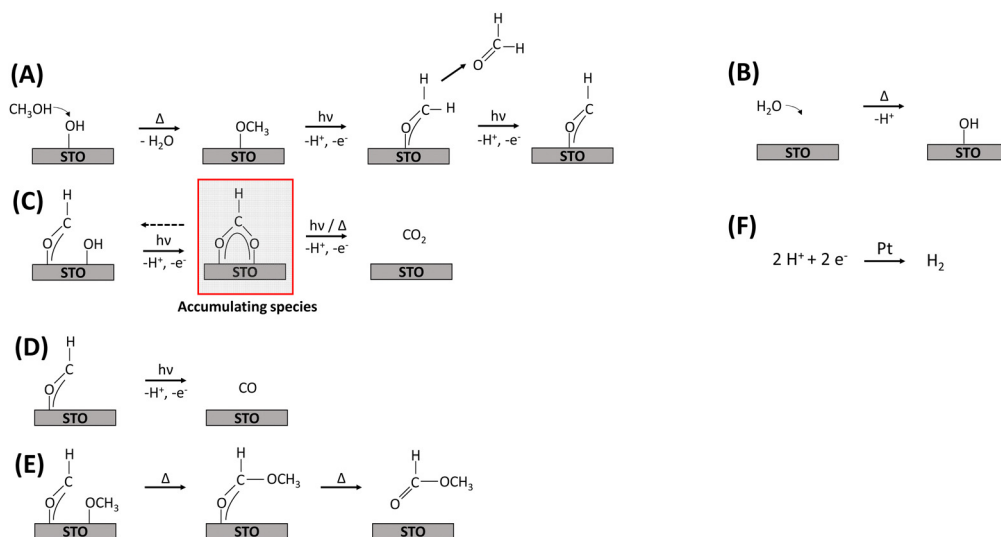 (A)
CH₃OH
OH
STO
Δ
- H₂O
OCH₃
STO
hν
-H⁺, -e⁻
H
C
H
O
STO
H
C
H
O
hν
-H⁺, -e⁻
H
C
O
STO
(B)
H₂O
STO
Δ
-H⁺
OH
STO
(C)
H
C
O
OH
STO
hν
-H⁺, -e⁻
H
C
O
O
STO
Accumulating species
hν / Δ
-H⁺, -e⁻
CO₂
STO
(F)
2 H⁺ + 2 e⁻
Pt
H₂
(D)
H
C
O
STO
hν
-H⁺, -e⁻
CO
STO
(E)
H
C
O
OCH₃
STO
Δ
H
C
OCH₃
O
STO
Δ
H
C
OCH₃
O
STO